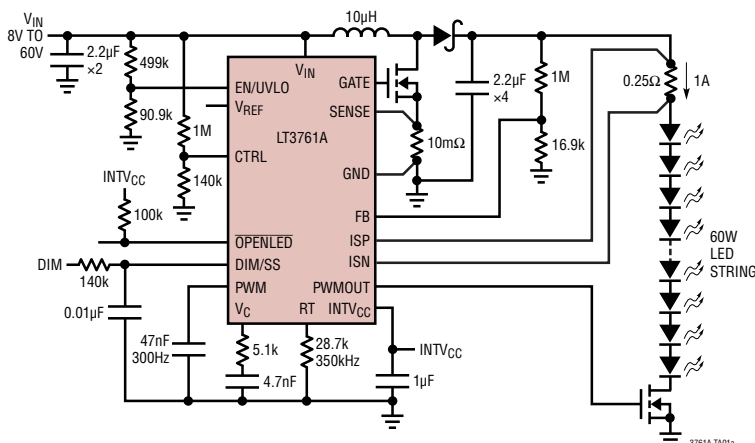 VIN
8V TO
60V
2.2µF
×2
499k
90.9k
1M
140k
INTVCC
100k
DIM
140k
0.01µF
47nF
300Hz
5.1k
4.7nF
28.7k
350kHz
INTVCC
1µF
10µH
VIN
EN/UVLO
VREF
LT3761A
CTRL
OPENLED
DIM/SS
PWM
VC
RT
INTVCC
GATE
SENSE
GND
FB
ISP
ISN
PWMOUT
10mΩ
2.2µF
×4
1M
16.9k
0.25Ω
1A
60W
LED
STRING
3761A TA01a